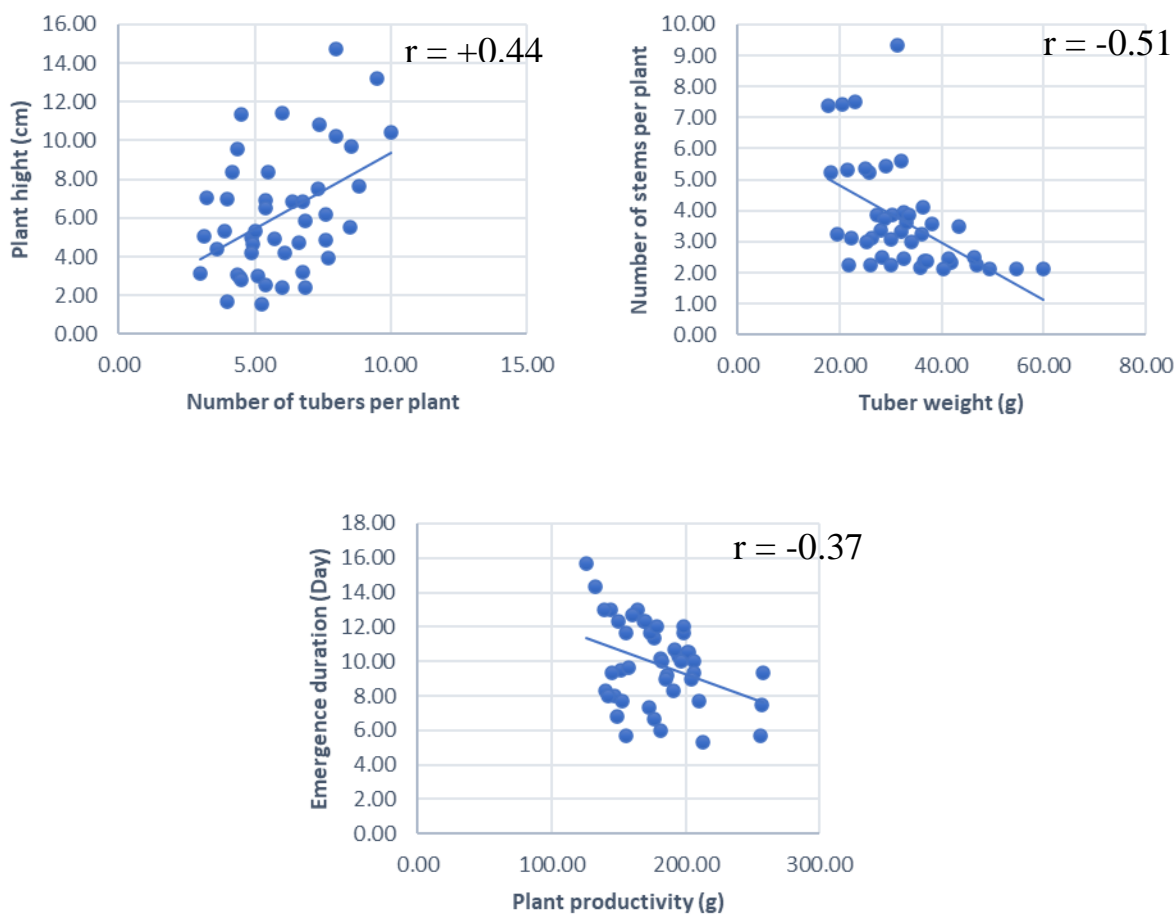 16.00
14.00
12.00
10.00
8.00
6.00
4.00
2.00
0.00
Plant hight (cm)
r = +0.44
0.00 5.00 10.00 15.00
Number of tubers per plant
10.00
9.00
8.00
7.00
6.00
5.00
4.00
3.00
2.00
1.00
0.00
Number of stems per plant
r = -0.51
0.00 20.00 40.00 60.00 80.00
Tuber weight (g)
18.00
16.00
14.00
12.00
10.00
8.00
6.00
4.00
2.00
0.00
Emergence duration (Day)
r = -0.37
0.00 100.00 200.00 300.00
Plant productivity (g)